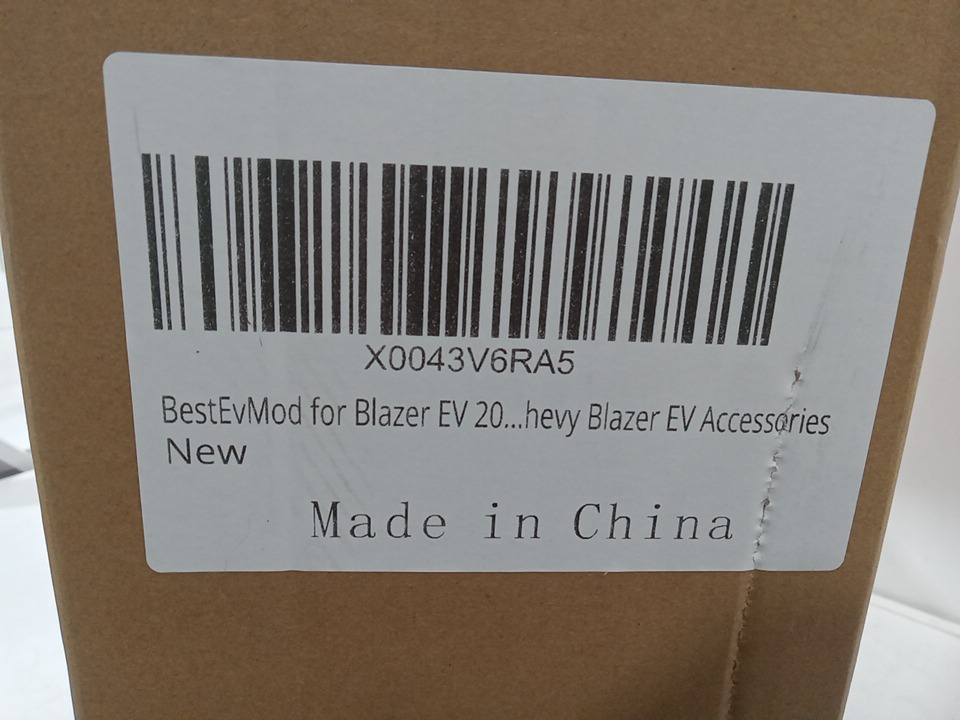 X0043V6RA5
BestEvMod for Blazer EV 20...hevy Blazer EV Accessories
New
Made in China